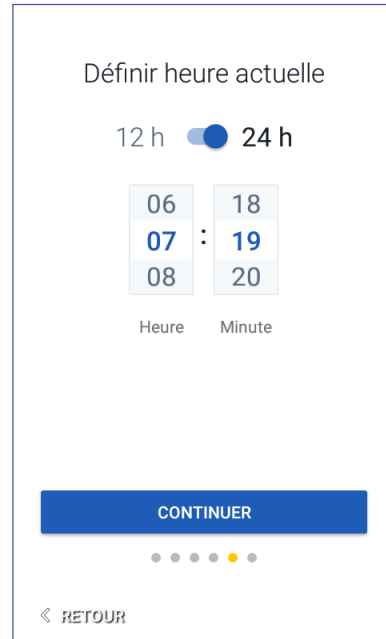 Définir heure actuelle
12 h 24 h
06 18
07 : 19
08 20
Heure Minute
CONTINUER
RETOUR